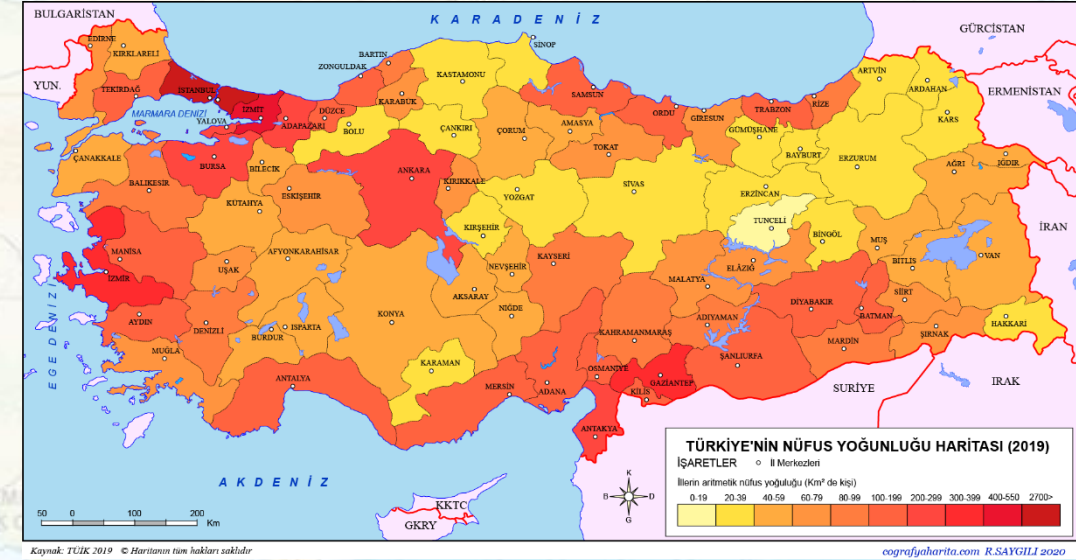 KARADENİZ
BULGARİSTAN
GÜRCİSTAN
EDİRNE
KIRKLARELİ
SİNOP
BARTIN
ZONGULDAK
KASTAMONU
ARTVİN
ARDAHAN
YUN.
TEKİRDAĞ
İSTANBUL
KARABUK
SAMSUN
ERMENİSTAN
MARMARA DENİZİ
İZMİT
DÜZCE
ORDU
GİRESUN
TRABZON
RİZE
KARS
YALOVA
ADAPAZARI
BOLU
ÇANKIRI
ÇORUM
AMASYA
GÜMÜŞHANE
BAYBURT
ÇANAKKALE
BURSA
BİLECİK
TOKAT
ERZURUM
AĞRI
IĞDIR
BALIKESİR
ESKİŞEHİR
ANKARA
KIRIKKALE
YOZGAT
SİVAS
ERZİNCAN
KÜTAHYA
TUNCELİ
İRAN
MANİSA
AFYONKARAHİSAR
KIRŞEHİR
BİNGÖL
MUŞ
UŞAK
NEVŞEHİR
KAYSERİ
ELÂZIĞ
BİTLİS
VAN
İZMİR
AKSARAY
MALATYA
SİİRT
EGE DENİZİ
AYDIN
DENİZLİ
BURDUR
ISPARTA
KONYA
NİĞDE
DİYABAKIR
BATMAN
ADIYAMAN
HAKKARİ
KAHRAMANMARAŞ
ŞIRNAK
MUĞLA
KARAMAN
MARDİN
ŞANLIURFA
OSMANİYE
GAZİANTEP
ANTALYA
MERSİN
ADANA
KİLİS
SURİYE
IRAK
ANTAKYA
AKDENİZ
KKTC
GKRY
K
B
D
G
TÜRKİYE'NİN NÜFUS YOĞUNLUĞU HARİTASI (2019)
İŞARETLER İl Merkezleri
İllerin aritmetik nüfus yoğuluğu (Km² de kişi)
0-19 20-39 40-59 60-79 80-99 100-199 200-299 300-399 400-550 2700>
50 0 100 200
Km
Kaynak: TÜİK 2019 © Haritanın tüm hakları saklıdır
cografyaharita.com R.SAYGILI 2020